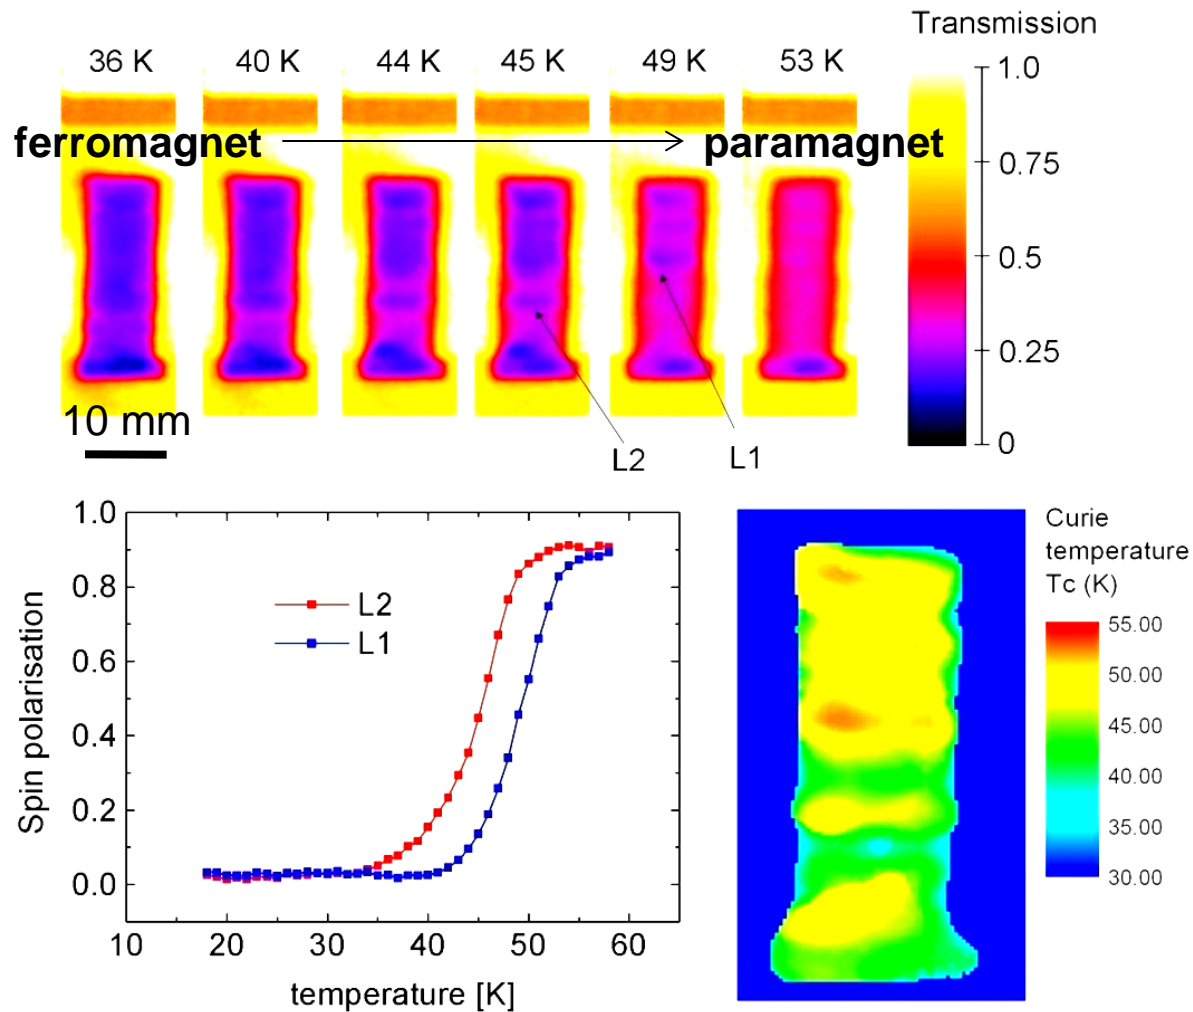 Transmission
36 K 40 K 44 K 45 K 49 K 53 K
1.0
ferromagnet paramagnet
0.75
0.5
0.25
0
10 mm
L2 L1
1.0
0.8
0.6
0.4
0.2
0.0
Spin polarisation
L2
L1
10 20 30 40 50 60
temperature [K]
Curie
temperature
Tc (K)
55.00
50.00
45.00
40.00
35.00
30.00